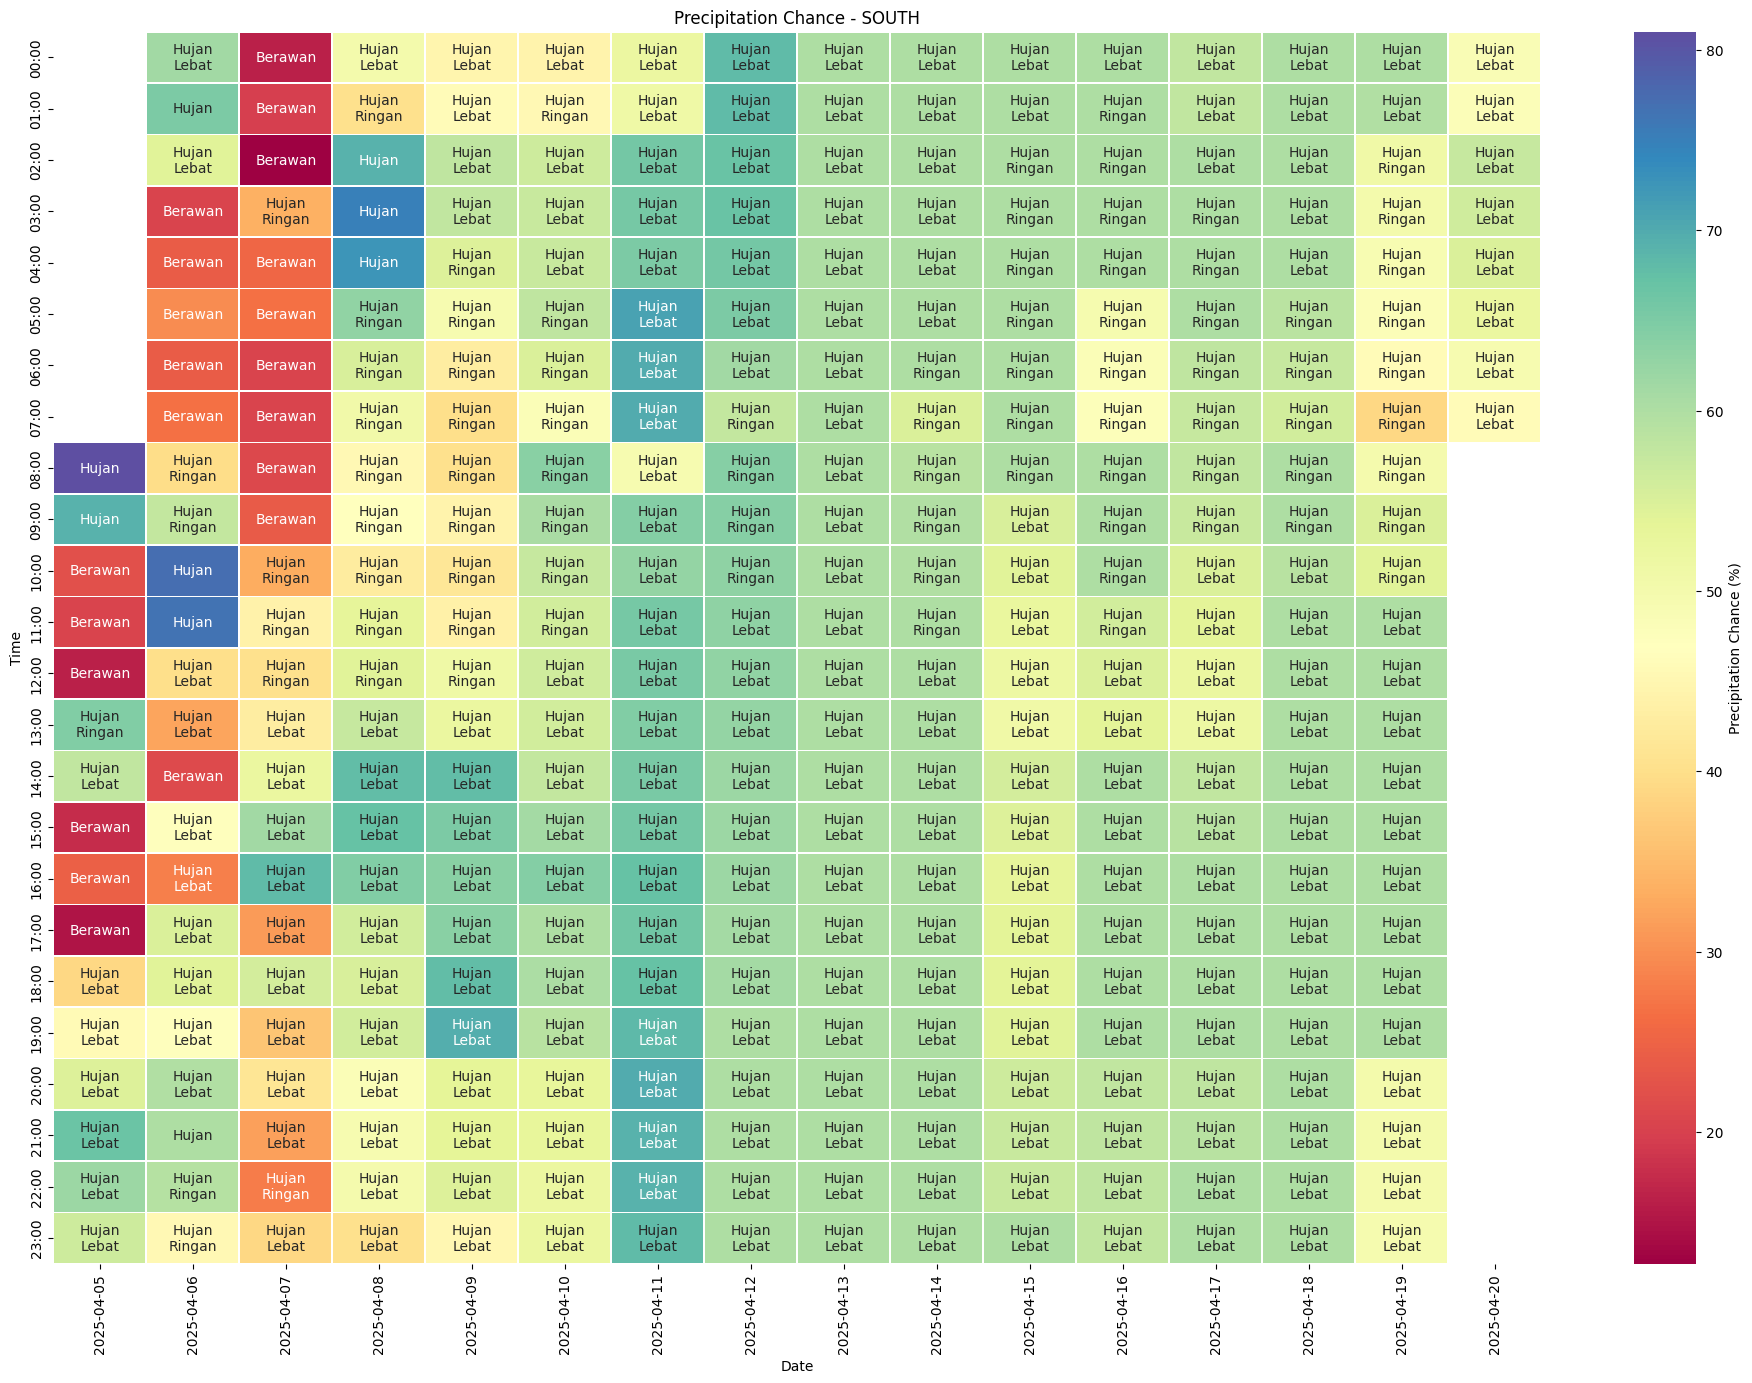 Precipitation Chance - SOUTH
00:00 Hujan Lebat Berawan Hujan Lebat Hujan Lebat Hujan Lebat Hujan Lebat Hujan Lebat Hujan Lebat Hujan Lebat Hujan Lebat Hujan Lebat Hujan Lebat Hujan Lebat Hujan Lebat Hujan Lebat
01:00 Hujan Berawan Hujan Ringan Hujan Lebat Hujan Ringan Hujan Lebat Hujan Lebat Hujan Lebat Hujan Lebat Hujan Lebat Hujan Ringan Hujan Lebat Hujan Lebat Hujan Lebat Hujan Lebat
02:00 Hujan Lebat Berawan Hujan Hujan Lebat Hujan Lebat Hujan Lebat Hujan Lebat Hujan Lebat Hujan Lebat Hujan Ringan Hujan Ringan Hujan Lebat Hujan Lebat Hujan Ringan Hujan Lebat
03:00 Berawan Hujan Ringan Hujan Hujan Lebat Hujan Lebat Hujan Lebat Hujan Lebat Hujan Lebat Hujan Lebat Hujan Ringan Hujan Ringan Hujan Ringan Hujan Lebat Hujan Ringan Hujan Lebat
04:00 Berawan Berawan Hujan Hujan Ringan Hujan Lebat Hujan Lebat Hujan Lebat Hujan Lebat Hujan Lebat Hujan Ringan Hujan Ringan Hujan Ringan Hujan Lebat Hujan Ringan Hujan Lebat
05:00 Berawan Berawan Hujan Ringan Hujan Ringan Hujan Ringan Hujan Lebat Hujan Lebat Hujan Lebat Hujan Lebat Hujan Ringan Hujan Ringan Hujan Ringan Hujan Ringan Hujan Ringan Hujan Lebat
06:00 Berawan Berawan Hujan Ringan Hujan Ringan Hujan Ringan Hujan Lebat Hujan Lebat Hujan Lebat Hujan Ringan Hujan Ringan Hujan Ringan Hujan Ringan Hujan Ringan Hujan Ringan Hujan Lebat
07:00 Berawan Berawan Hujan Ringan Hujan Ringan Hujan Ringan Hujan Lebat Hujan Ringan Hujan Lebat Hujan Ringan Hujan Ringan Hujan Ringan Hujan Ringan Hujan Ringan Hujan Ringan Hujan Lebat
08:00 Hujan Hujan Ringan Berawan Hujan Ringan Hujan Ringan Hujan Ringan Hujan Lebat Hujan Ringan Hujan Lebat Hujan Ringan Hujan Ringan Hujan Ringan Hujan Ringan Hujan Ringan Hujan Ringan
09:00 Hujan Hujan Ringan Berawan Hujan Ringan Hujan Ringan Hujan Ringan Hujan Lebat Hujan Ringan Hujan Lebat Hujan Ringan Hujan Lebat Hujan Ringan Hujan Ringan Hujan Ringan Hujan Ringan
10:00 Berawan Hujan Hujan Ringan Hujan Ringan Hujan Ringan Hujan Ringan Hujan Lebat Hujan Ringan Hujan Lebat Hujan Ringan Hujan Lebat Hujan Ringan Hujan Lebat Hujan Lebat Hujan Ringan
11:00 Berawan Hujan Hujan Ringan Hujan Ringan Hujan Ringan Hujan Ringan Hujan Lebat Hujan Lebat Hujan Lebat Hujan Ringan Hujan Lebat Hujan Ringan Hujan Lebat Hujan Lebat Hujan Lebat
12:00 Berawan Hujan Lebat Hujan Ringan Hujan Ringan Hujan Ringan Hujan Lebat Hujan Lebat Hujan Lebat Hujan Lebat Hujan Lebat Hujan Lebat Hujan Lebat Hujan Lebat Hujan Lebat Hujan Lebat
13:00 Hujan Ringan Hujan Lebat Hujan Lebat Hujan Lebat Hujan Lebat Hujan Lebat Hujan Lebat Hujan Lebat Hujan Lebat Hujan Lebat Hujan Lebat Hujan Lebat Hujan Lebat Hujan Lebat Hujan Lebat
14:00 Hujan Lebat Berawan Hujan Lebat Hujan Lebat Hujan Lebat Hujan Lebat Hujan Lebat Hujan Lebat Hujan Lebat Hujan Lebat Hujan Lebat Hujan Lebat Hujan Lebat Hujan Lebat Hujan Lebat
15:00 Berawan Hujan Lebat Hujan Lebat Hujan Lebat Hujan Lebat Hujan Lebat Hujan Lebat Hujan Lebat Hujan Lebat Hujan Lebat Hujan Lebat Hujan Lebat Hujan Lebat Hujan Lebat Hujan Lebat
16:00 Berawan Hujan Lebat Hujan Lebat Hujan Lebat Hujan Lebat Hujan Lebat Hujan Lebat Hujan Lebat Hujan Lebat Hujan Lebat Hujan Lebat Hujan Lebat Hujan Lebat Hujan Lebat Hujan Lebat
17:00 Berawan Hujan Lebat Hujan Lebat Hujan Lebat Hujan Lebat Hujan Lebat Hujan Lebat Hujan Lebat Hujan Lebat Hujan Lebat Hujan Lebat Hujan Lebat Hujan Lebat Hujan Lebat Hujan Lebat
18:00 Hujan Lebat Hujan Lebat Hujan Lebat Hujan Lebat Hujan Lebat Hujan Lebat Hujan Lebat Hujan Lebat Hujan Lebat Hujan Lebat Hujan Lebat Hujan Lebat Hujan Lebat Hujan Lebat Hujan Lebat
19:00 Hujan Lebat Hujan Lebat Hujan Lebat Hujan Lebat Hujan Lebat Hujan Lebat Hujan Lebat Hujan Lebat Hujan Lebat Hujan Lebat Hujan Lebat Hujan Lebat Hujan Lebat Hujan Lebat Hujan Lebat
20:00 Hujan Lebat Hujan Lebat Hujan Lebat Hujan Lebat Hujan Lebat Hujan Lebat Hujan Lebat Hujan Lebat Hujan Lebat Hujan Lebat Hujan Lebat Hujan Lebat Hujan Lebat Hujan Lebat Hujan Lebat
21:00 Hujan Lebat Hujan Hujan Lebat Hujan Lebat Hujan Lebat Hujan Lebat Hujan Lebat Hujan Lebat Hujan Lebat Hujan Lebat Hujan Lebat Hujan Lebat Hujan Lebat Hujan Lebat Hujan Lebat
22:00 Hujan Lebat Hujan Ringan Hujan Ringan Hujan Lebat Hujan Lebat Hujan Lebat Hujan Lebat Hujan Lebat Hujan Lebat Hujan Lebat Hujan Lebat Hujan Lebat Hujan Lebat Hujan Lebat Hujan Lebat
23:00 Hujan Lebat Hujan Ringan Hujan Lebat Hujan Lebat Hujan Lebat Hujan Lebat Hujan Lebat Hujan Lebat Hujan Lebat Hujan Lebat Hujan Lebat Hujan Lebat Hujan Lebat Hujan Lebat Hujan Lebat
Time
2025-04-05 2025-04-06 2025-04-07 2025-04-08 2025-04-09 2025-04-10 2025-04-11 2025-04-12 2025-04-13 2025-04-14 2025-04-15 2025-04-16 2025-04-17 2025-04-18 2025-04-19 2025-04-20
Date
80
70
60
50
40
30
20
Precipitation Chance (%)